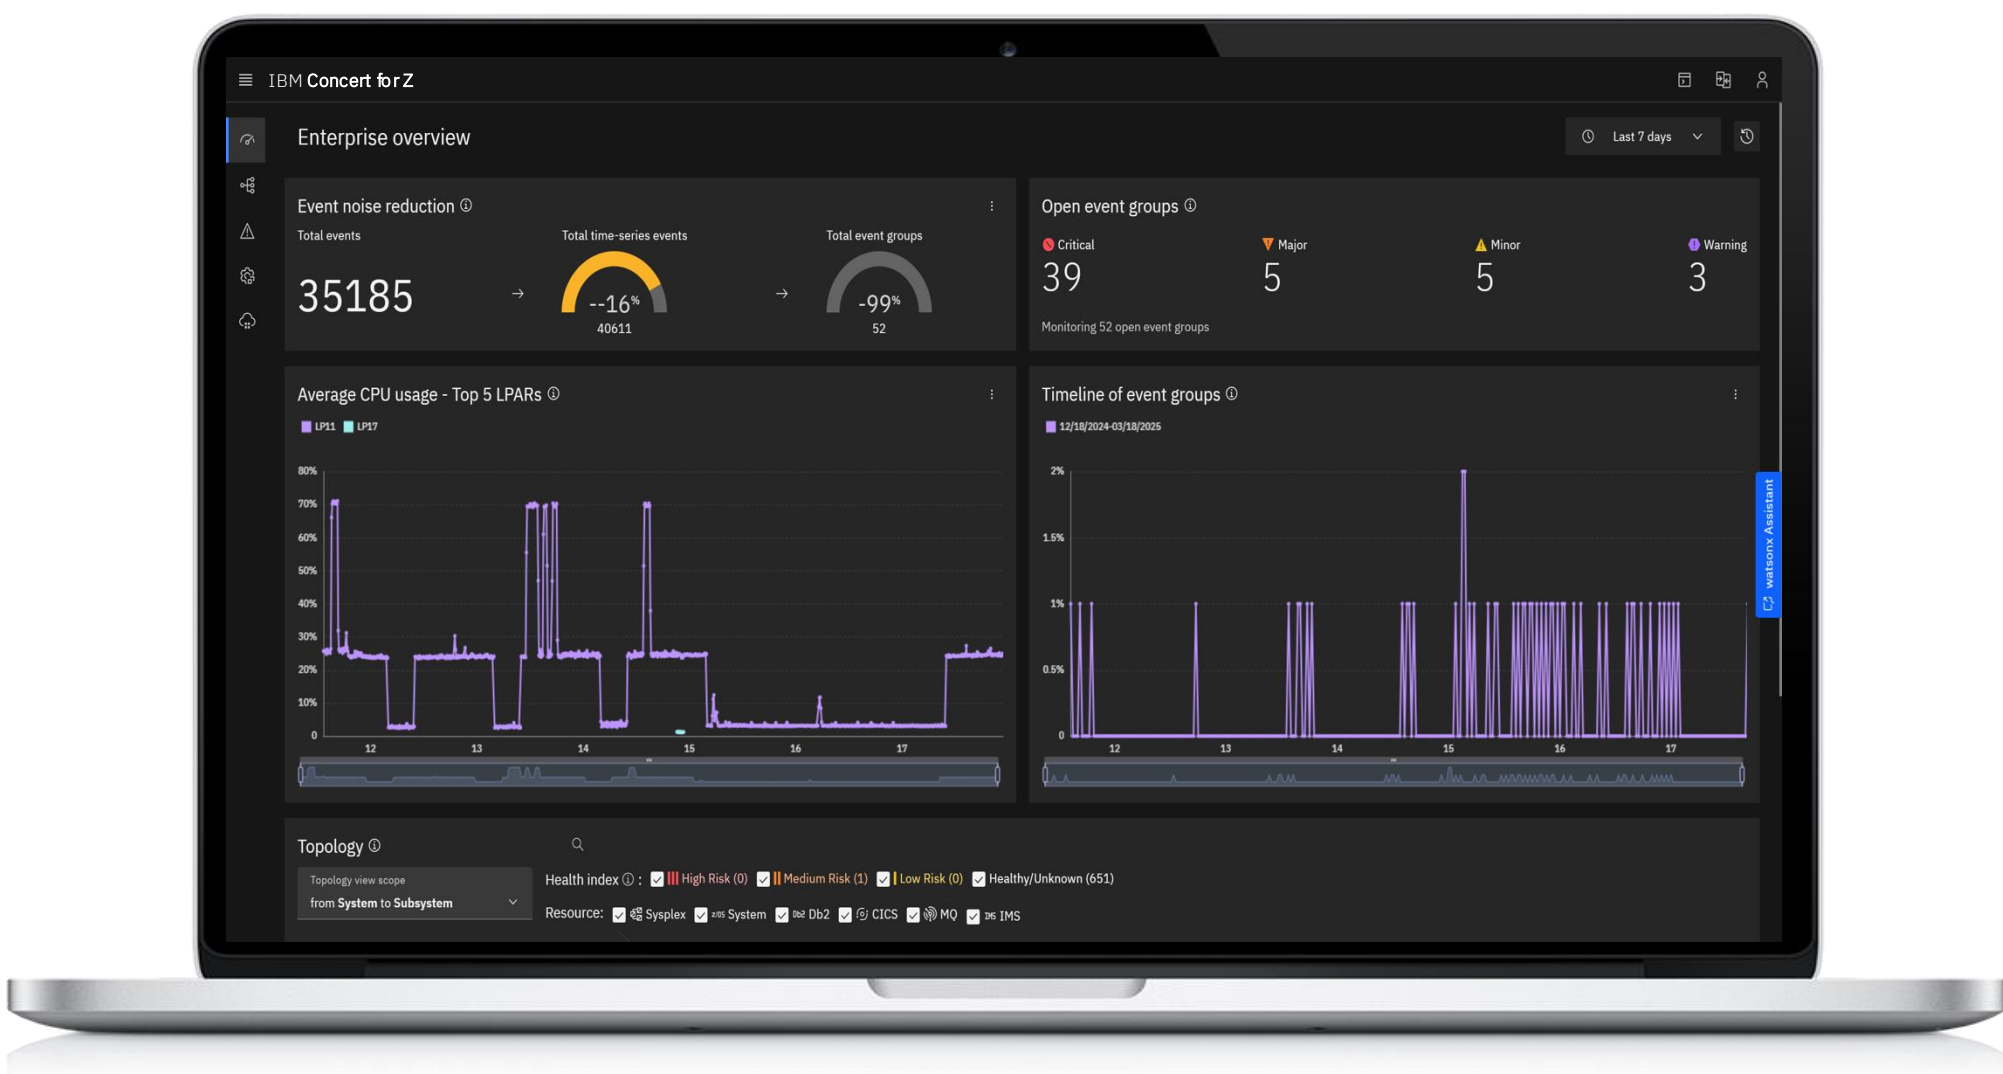 IBM Concert for Z
Enterprise overview
Last 7 days
Event noise reduction
Total events
Total time-series events
Total event groups
35185
--16%
40611
-99%
52
Open event groups
Critical
Major
Minor
Warning
39
5
5
3
Monitoring 52 open event groups
Average CPU usage - Top 5 LPARs
LP11
LP17
80%
70%
60%
50%
40%
30%
20%
10%
0
12
13
14
15
16
17
Timeline of event groups
12/18/2024-03/18/2025
2%
1.5%
1%
0.5%
0
12
13
14
15
16
17
watsonx Assistant
Topology
Topology view scope
from System to Subsystem
Health index : High Risk (0) Medium Risk (1) Low Risk (0) Healthy/Unknown (651)
Resource: Sysplex z/OS System Db2 Db2 CICS MQ IMS IMS